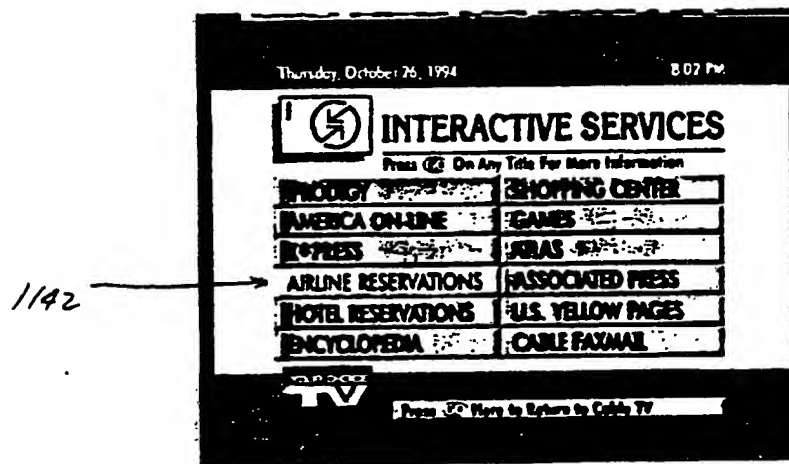 Thursday, October 26, 1994 8:02 PM
INTERACTIVE SERVICES
Press On Any Title For More Information
PRODIGY SHOPPING CENTER
AMERICA ON-LINE GAMES
X*PRESS
AIRLINE RESERVATIONS ASSOCIATED PRESS
1142
HOTEL RESERVATIONS U.S. YELLOW PAGES
ENCYCLOPEDIA CABLE FAXMAIL
TV
Press Here to Return to Cable TV